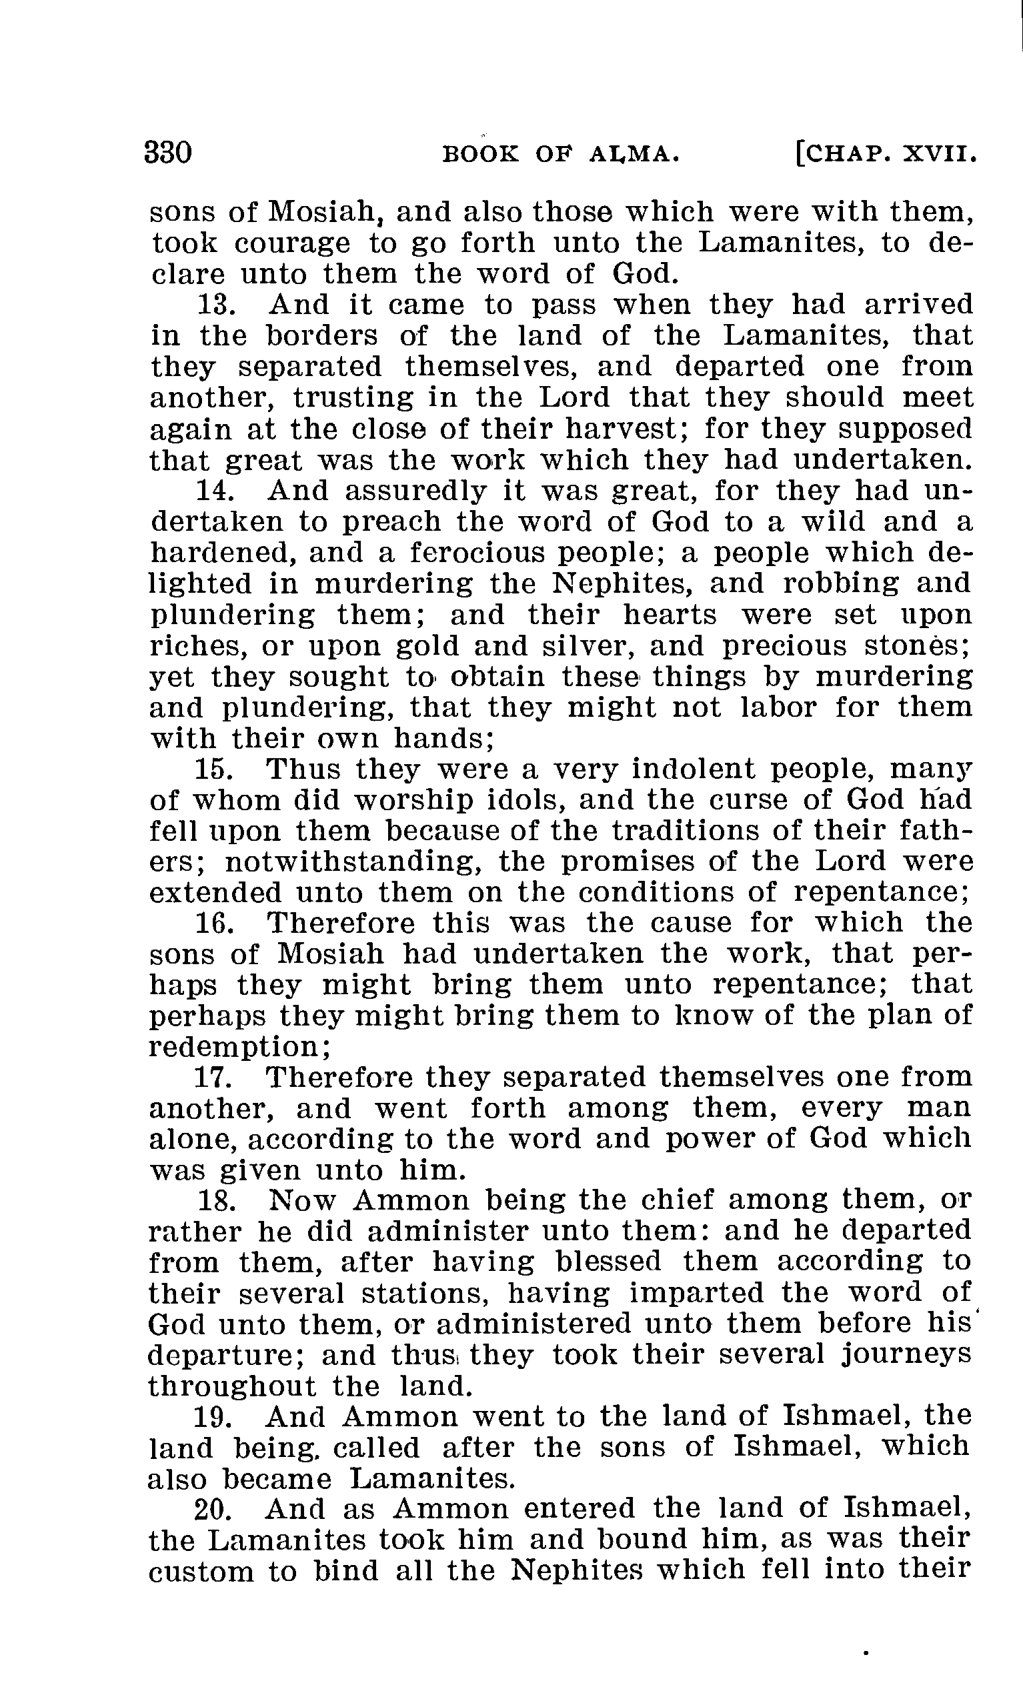 330 BOOK OF ALMA. [CHAP. XVII.
sons of Mosiah, and also those which were with them,
took courage to go forth unto the Lamanites, to de-
clare unto them the word of God.
13. And it came to pass when they had arrived
in the borders of the land of the Lamanites, that
they separated themselves, and departed one from
another, trusting in the Lord that they should meet
again at the close of their harvest; for they supposed
that great was the work which they had undertaken.
14. And assuredly it was great, for they had un-
dertaken to preach the word of God to a wild and a
hardened, and a ferocious people; a people which de-
lighted in murdering the Nephites, and robbing and
plundering them; and their hearts were set upon
riches, or upon gold and silver, and precious stones;
yet they sought to obtain these things by murdering
and plundering, that they might not labor for them
with their own hands;
15. Thus they were a very indolent people, many
of whom did worship idols, and the curse of God had
fell upon them because of the traditions of their fath-
ers; notwithstanding, the promises of the Lord were
extended unto them on the conditions of repentance;
16. Therefore this was the cause for which the
sons of Mosiah had undertaken the work, that per-
haps they might bring them unto repentance; that
perhaps they might bring them to know of the plan of
redemption;
17. Therefore they separated themselves one from
another, and went forth among them, every man
alone, according to the word and power of God which
was given unto him.
18. Now Ammon being the chief among them, or
rather he did administer unto them: and he departed
from them, after having blessed them according to
their several stations, having imparted the word of
God unto them, or administered unto them before his
departure; and thus they took their several journeys
throughout the land.
19. And Ammon went to the land of Ishmael, the
land being. called after the sons of Ishmael, which
also became Lamanites.
20. And as Ammon entered the land of Ishmael,
the Lamanites took him and bound him, as was their
custom to bind all the Nephites which fell into their